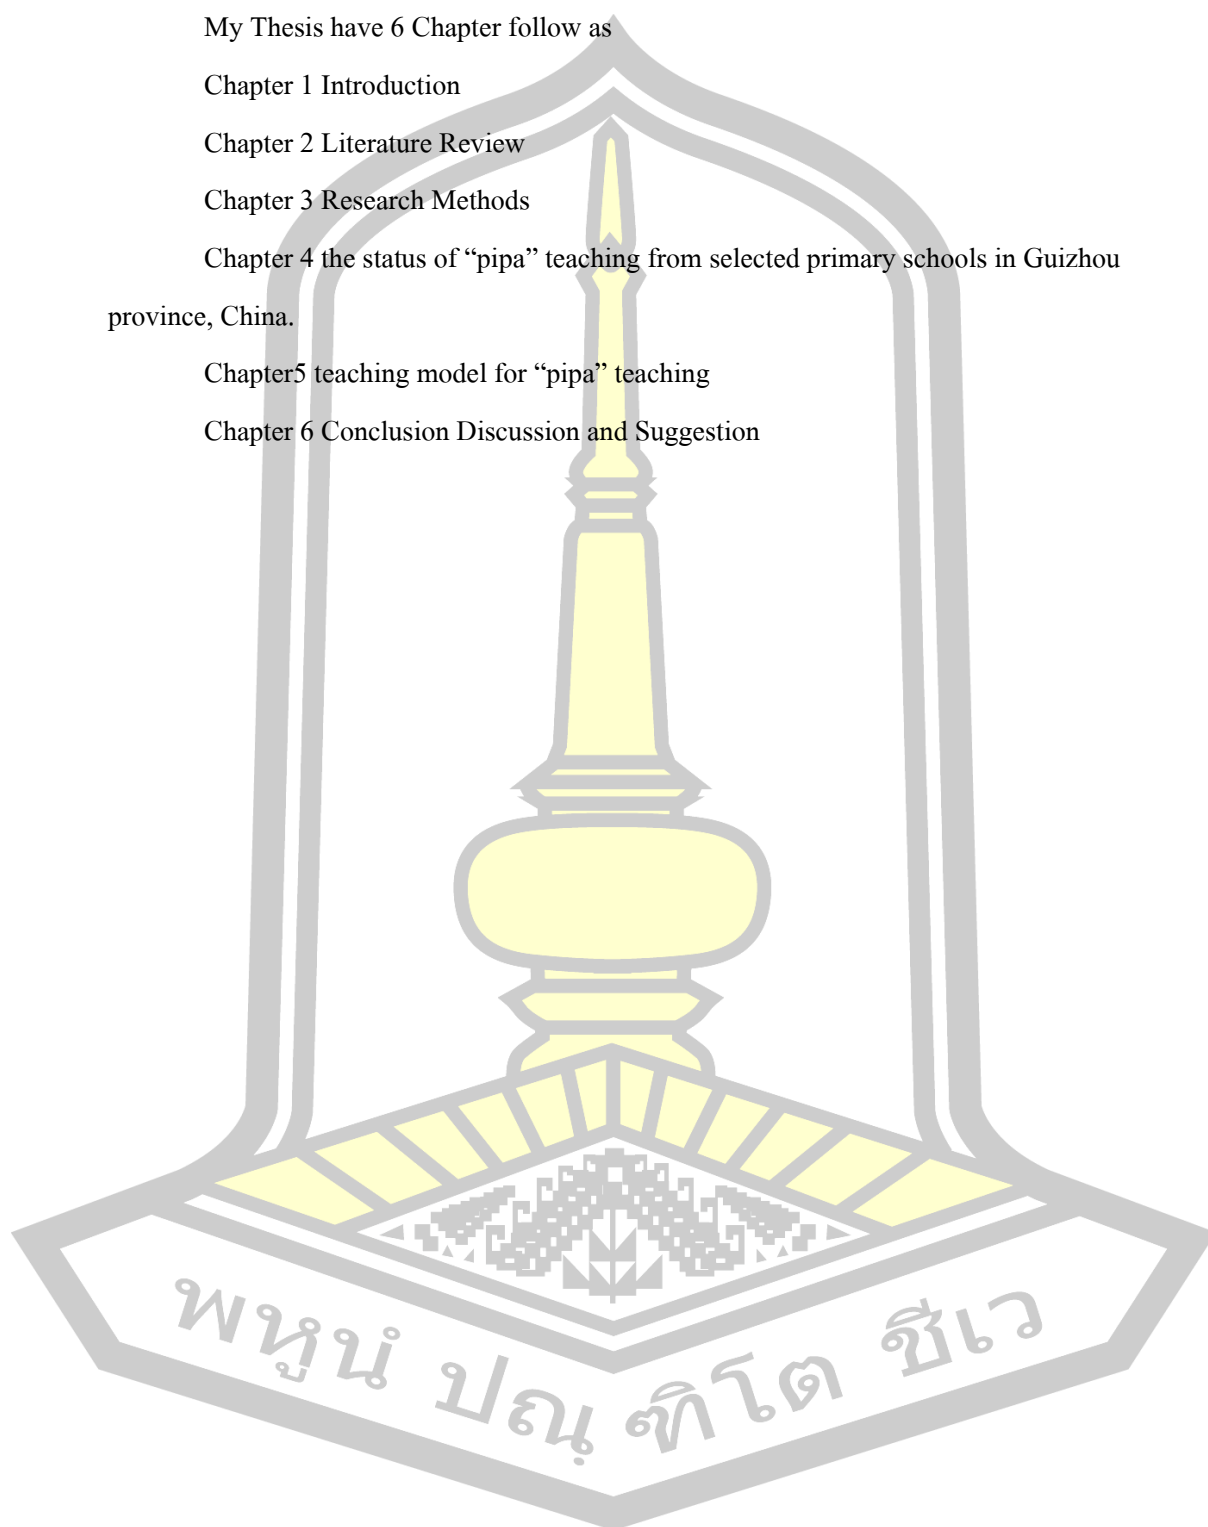 My Thesis have 6 Chapter follow as
Chapter 1 Introduction
Chapter 2 Literature Review
Chapter 3 Research Methods
Chapter 4 the status of “pipa” teaching from selected primary schools in Guizhou
province, China.
Chapter5 teaching model for “pipa” teaching
Chapter 6 Conclusion Discussion and Suggestion
พหูนํ ปณฺฑิโต ชีเว